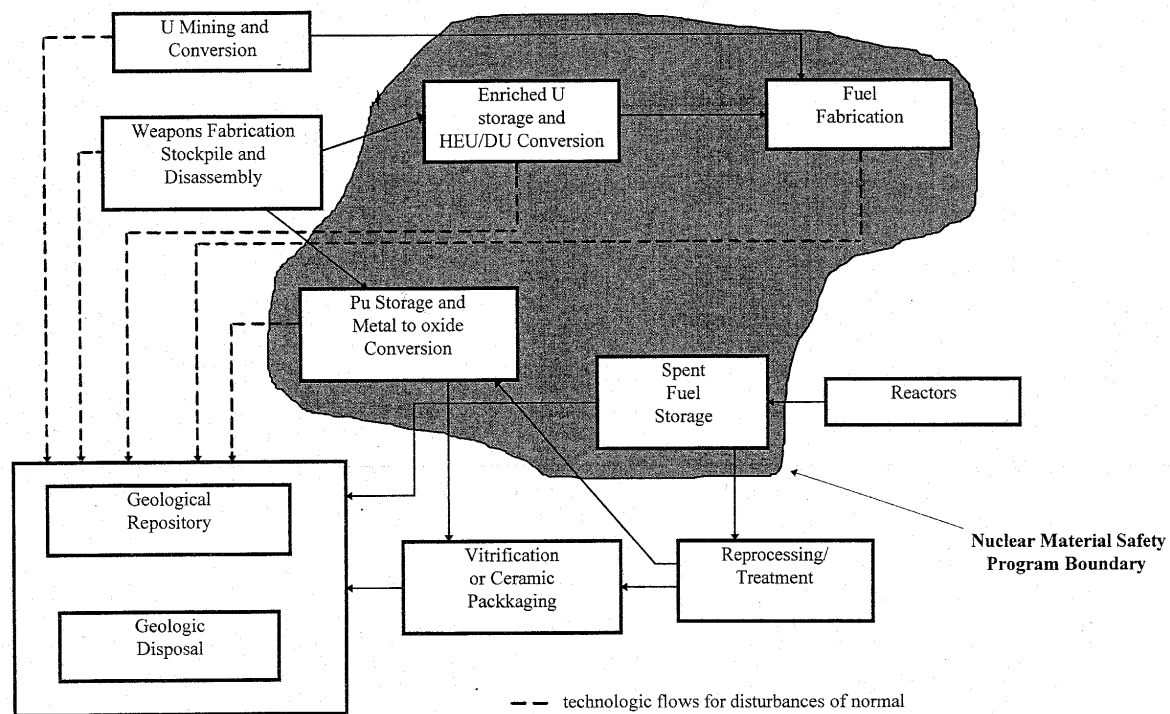 U Mining and
Conversion
Enriched U
storage and
HEU/DU Conversion
Fuel
Fabrication
Weapons Fabrication
Stockpile and
Disassembly
Pu Storage and
Metal to oxide
Conversion
Spent
Fuel
Storage
Reactors
Geological
Repository
Vitrification
or Ceramic
Packkaging
Reprocessing/
Treatment
Nuclear Material Safety
Program Boundary
Geologic
Disposal
technologic flows for disturbances of normal